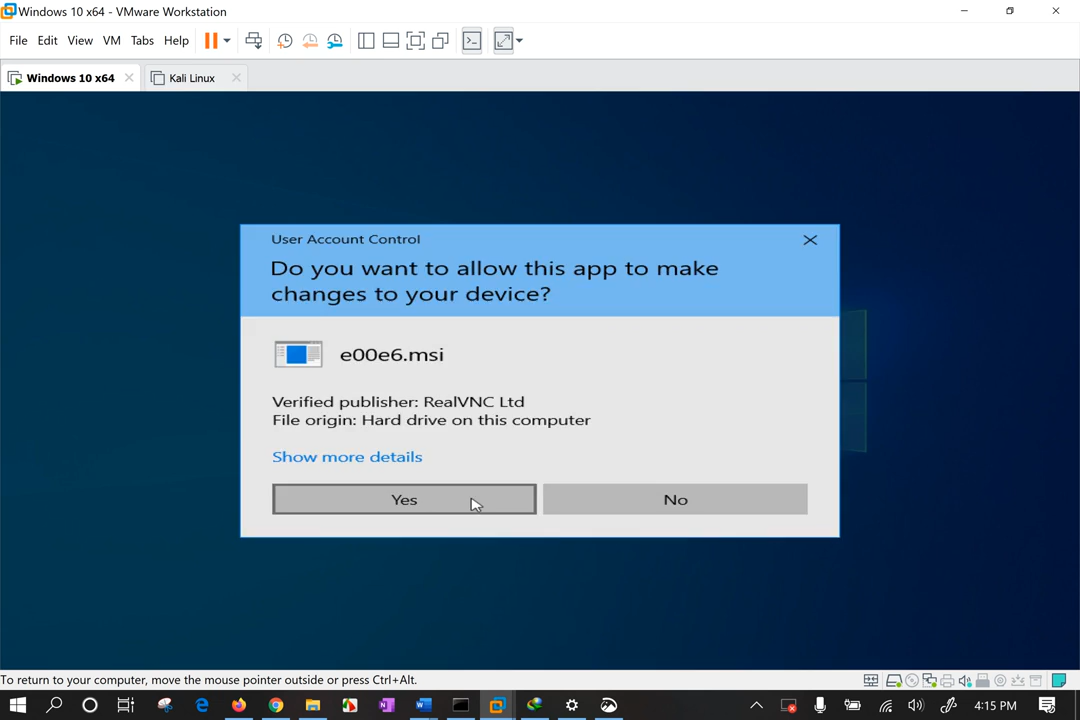 Windows 10 x64 - VMware Workstation
File Edit View VM Tabs Help
Windows 10 x64
Kali Linux
User Account Control
Do you want to allow this app to make
changes to your device?
e00e6.msi
Verified publisher: RealVNC Ltd
File origin: Hard drive on this computer
Show more details
Yes
No
To return to your computer, move the mouse pointer outside or press Ctrl+Alt.
4:15 PM